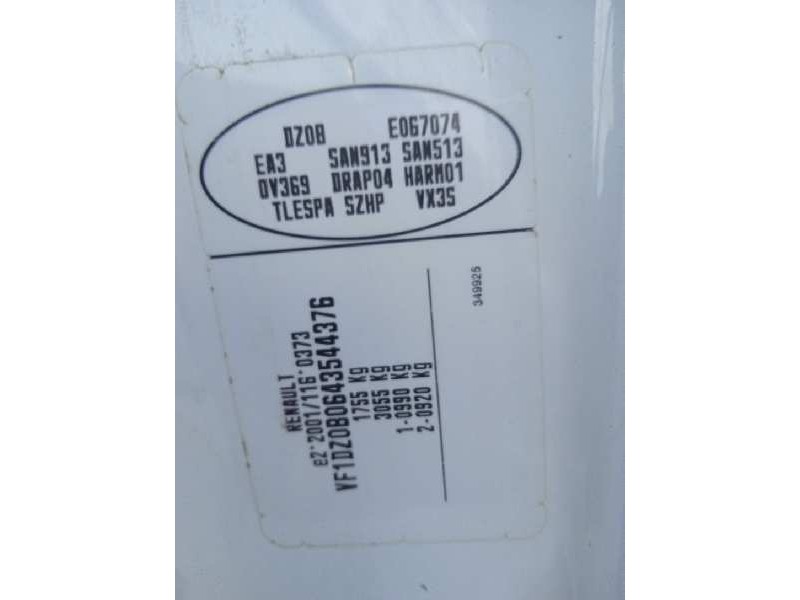 DZ0B E067074
EA3 SAN913 SAN513
OV369 DRAP04 HARM01
TLESPA SZHP VX35
RENAULT
e2*2001/116*0373
VF1DZ0B0643544376
1755 Kg
3055 Kg
1-0990 Kg
2-0920 Kg
349925